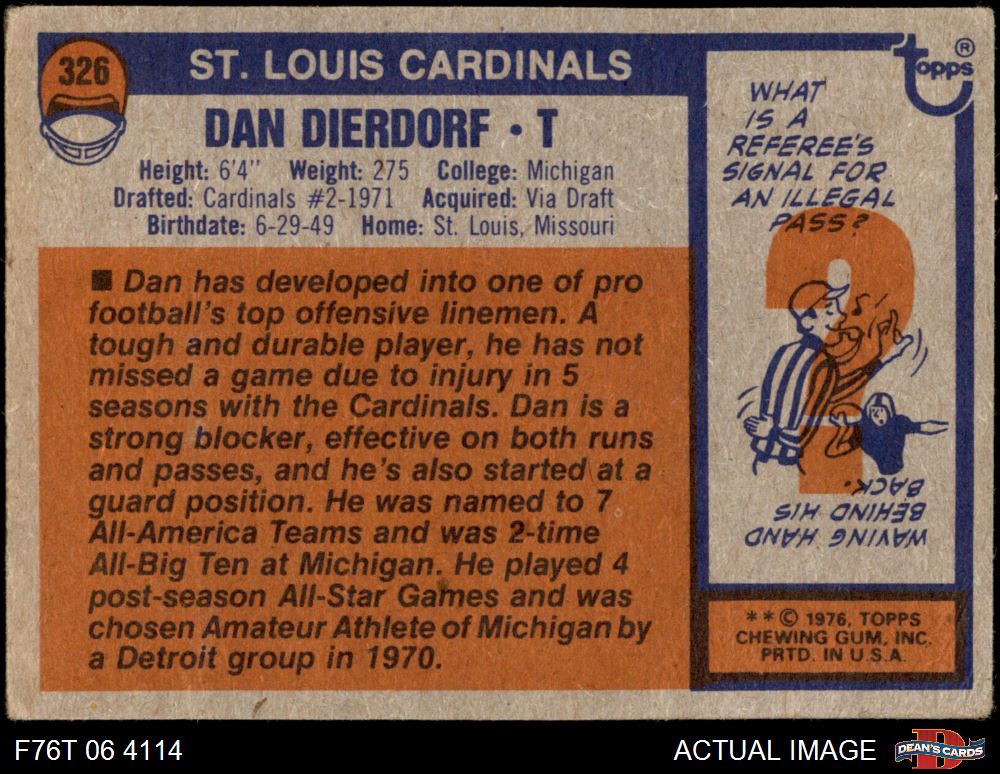 326
ST. LOUIS CARDINALS
DAN DIERDORF • T
Height: 6'4" Weight: 275 College: Michigan
Drafted: Cardinals #2-1971 Acquired: Via Draft
Birthdate: 6-29-49 Home: St. Louis, Missouri
■ Dan has developed into one of pro
football's top offensive linemen. A
tough and durable player, he has not
missed a game due to injury in 5
seasons with the Cardinals. Dan is a
strong blocker, effective on both runs
and passes, and he's also started at a
guard position. He was named to 7
All-America Teams and was 2-time
All-Big Ten at Michigan. He played 4
post-season All-Star Games and was
chosen Amateur Athlete of Michigan by
a Detroit group in 1970.
topps®
WHAT
IS A
REFEREE'S
SIGNAL FOR
AN ILLEGAL
PASS?
?
WAVING HAND
BEHIND HIS
BACK.
**© 1976, TOPPS
CHEWING GUM, INC.
PRTD. IN U.S.A.
F76T 06 4114
ACTUAL IMAGE
D
DEAN'S CARDS